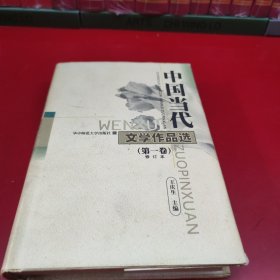 中国当代
文学作品选
(第一卷)
修订本
王庆生 主编
华中师范大学出版社
WENXUE
ZUOPINXUAN